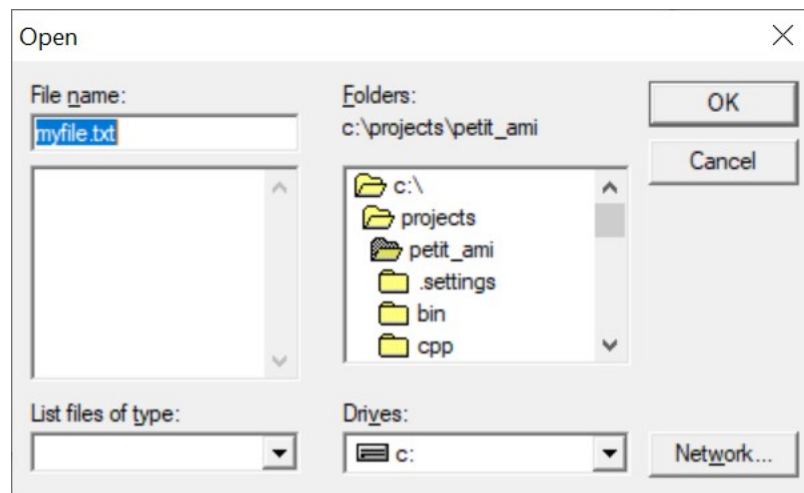 Open
File name:
myfile.txt
Folders:
c:\projects\petit_ami
c:\
projects
petit_ami
.settings
bin
cpp
OK
Cancel
List files of type:
Drives:
c:
Network...